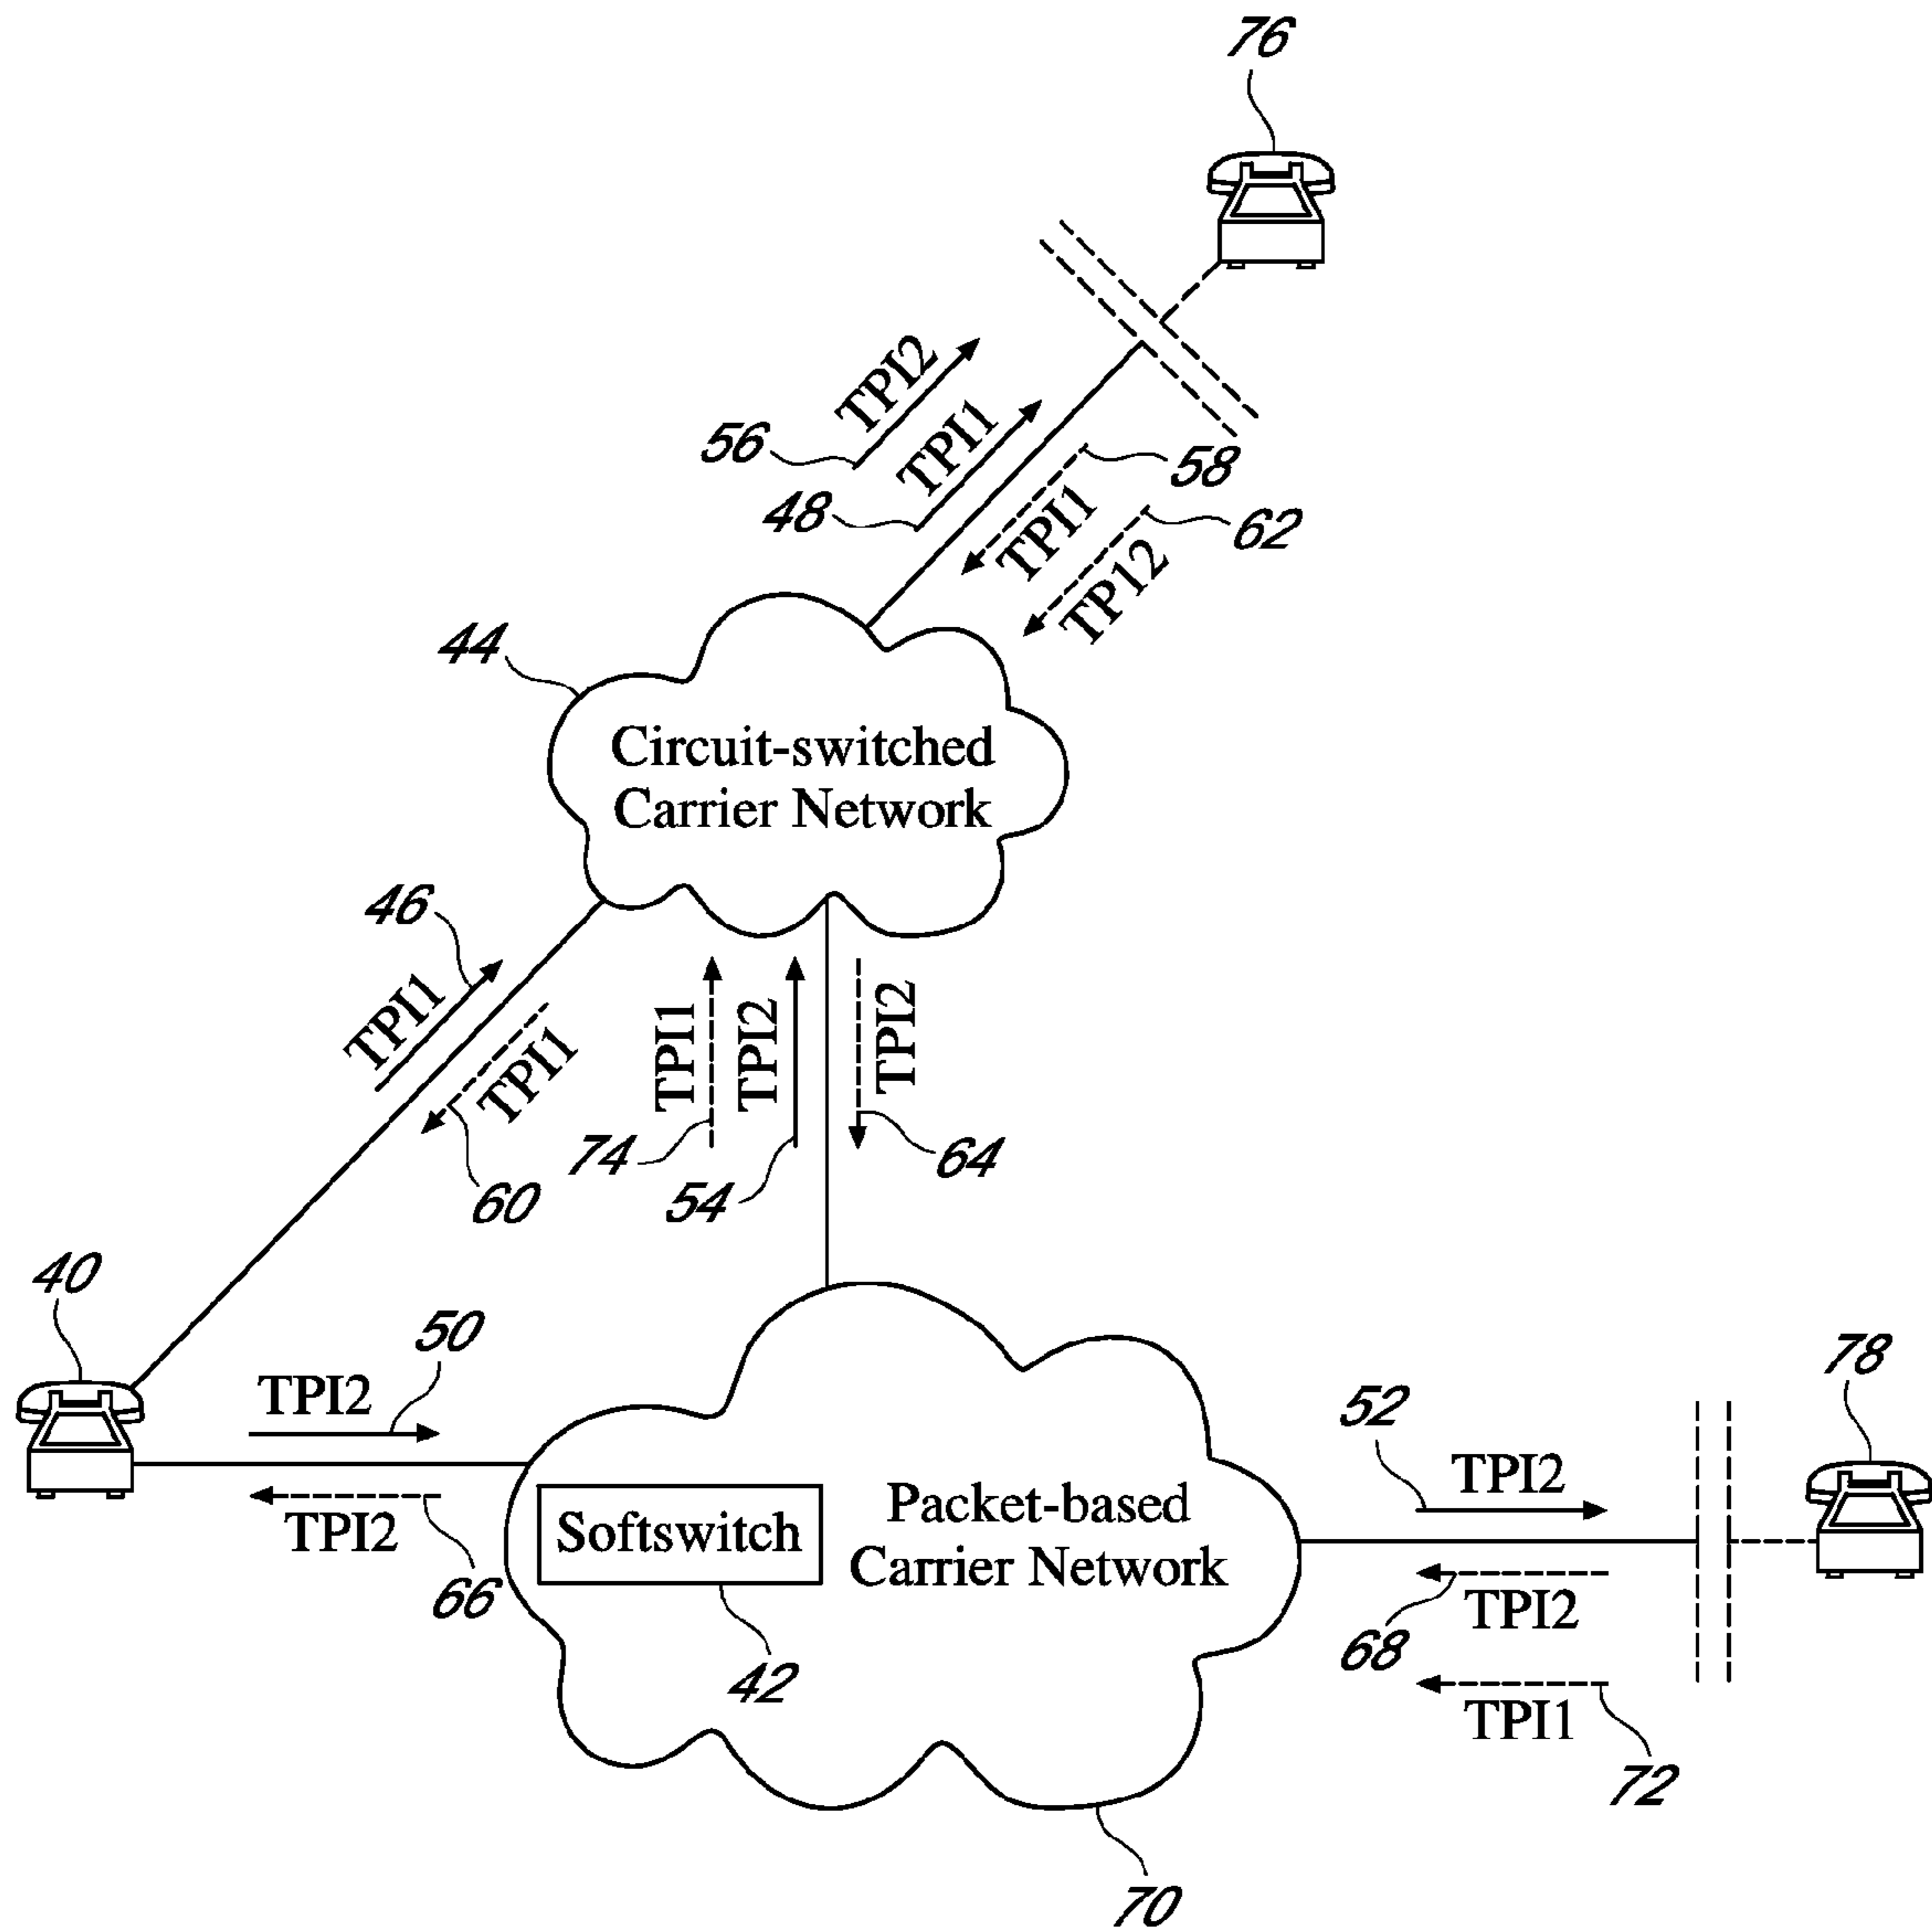 76
TPI2
TPI1
56
48
58
62
TPI1
TPI2
44
Circuit-switched
Carrier Network
46
TPI1
TPI1
60
TPI1
TPI2
TPI2
74
54
64
40
50
TPI2
TPI2
66
Softswitch
42
Packet-based
Carrier Network
52
78
TPI2
TPI2
68
TPI1
72
70